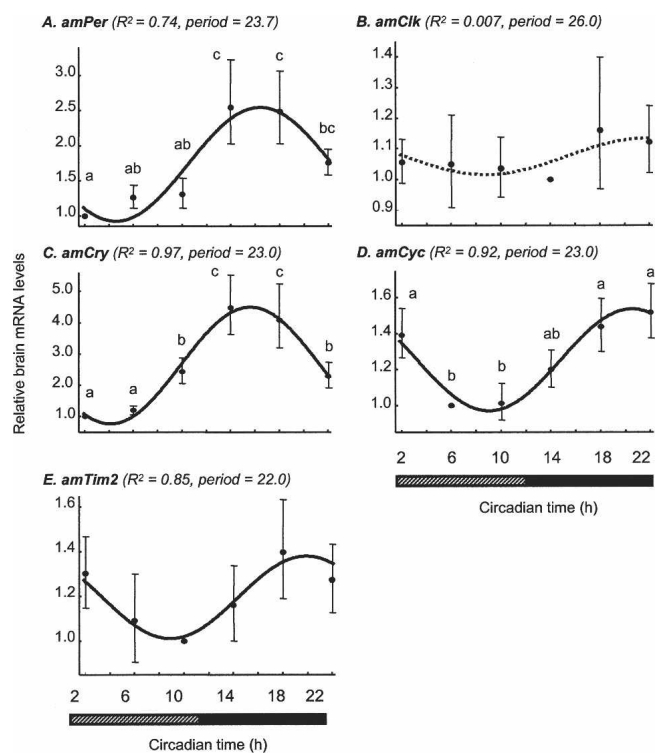 A. amPer (R² = 0.74, period = 23.7)
B. amClk (R² = 0.007, period = 26.0)
3.0
2.5
2.0
1.5
1.0
a
ab
ab
c
c
bc
1.4
1.3
1.2
1.1
1.0
0.9
C. amCry (R² = 0.97, period = 23.0)
D. amCyc (R² = 0.92, period = 23.0)
Relative brain mRNA levels
5.0
4.0
3.0
2.0
1.0
a
a
b
c
c
b
1.6
1.4
1.2
1.0
a
b
b
ab
a
a
2 6 10 14 18 22
Circadian time (h)
E. amTim2 (R² = 0.85, period = 22.0)
1.6
1.4
1.2
1.0
2 6 10 14 18 22
Circadian time (h)